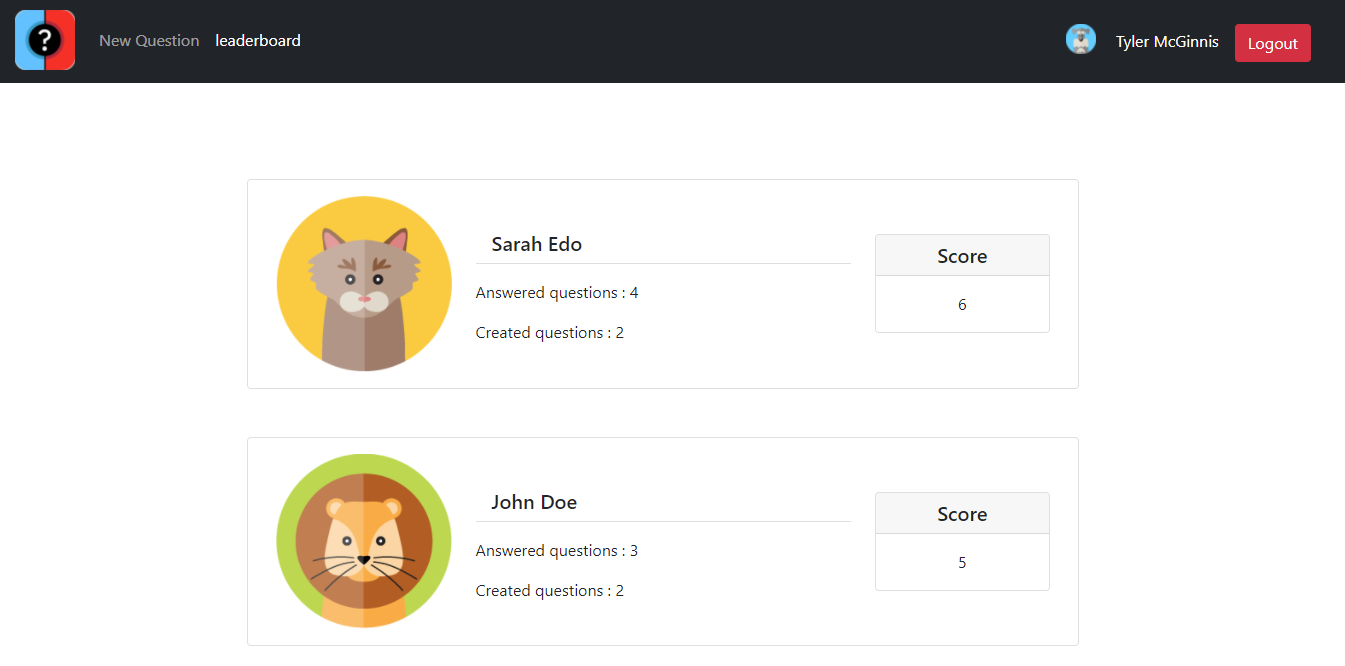 ?
New Question leaderboard Tyler McGinnis Logout
Sarah Edo
Answered questions : 4
Created questions : 2
Score
6
John Doe
Answered questions : 3
Created questions : 2
Score
5